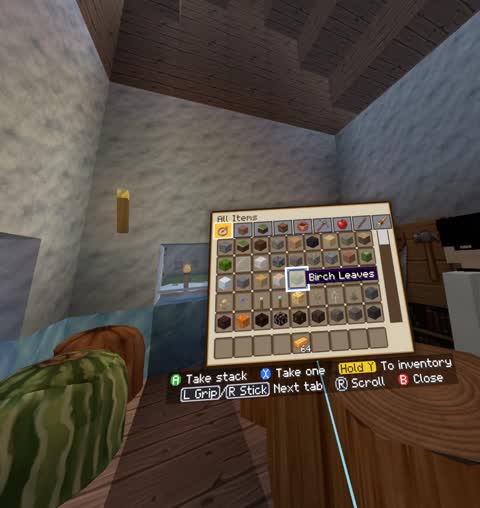 All Items
Birch Leaves
64
A Take stack X Take one Hold Y To inventory
L Grip/R Stick Next tab R Scroll B Close